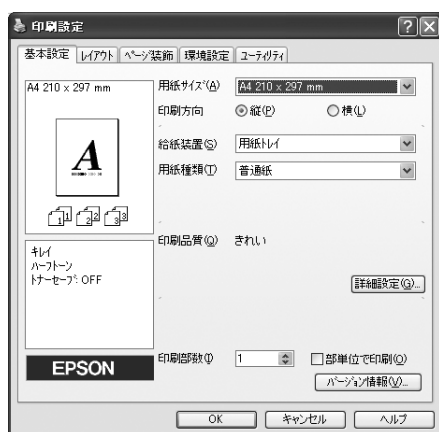 印刷設定
基本設定 レイアウト ページ装飾 環境設定 ユーティリティ
A4 210 x 297 mm
A
1 1 2 2 3 3
キレイ
ハーフトーン
トナーセーブ: OFF
EPSON
用紙サイズ(A) A4 210 x 297 mm
印刷方向 縦(P) 横(L)
給紙装置(S) 用紙トレイ
用紙種類(T) 普通紙
印刷品質(Q) きれい
詳細設定(G)...
印刷部数(I) 1 部単位で印刷(O)
バージョン情報(V)...
OK キャンセル ヘルプ